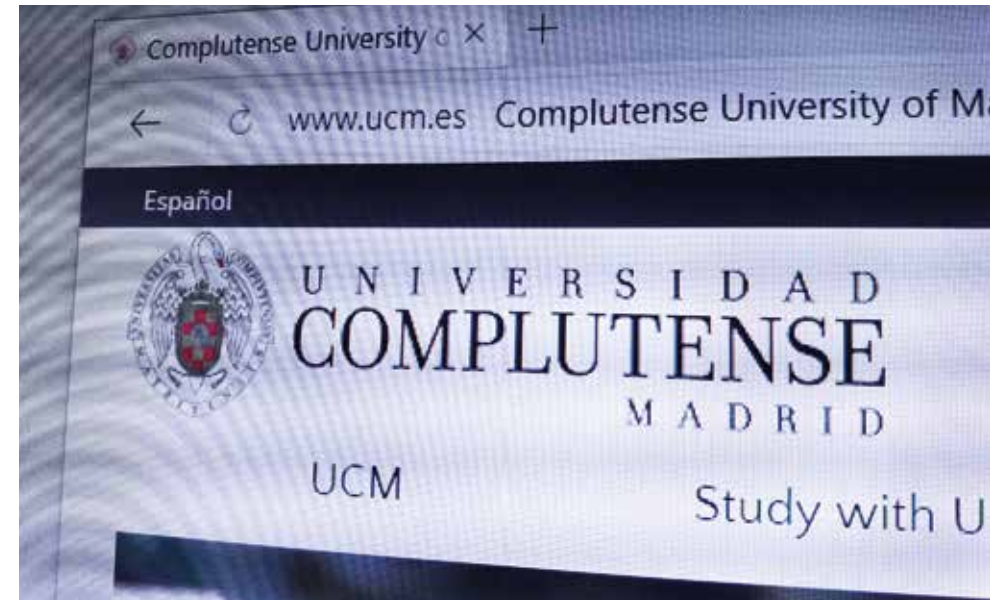 Complutense University
www.ucm.es Complutense University of
Español
UNIVERSIDAD
COMPLUTENSE
MADRID
UCM
Study with U